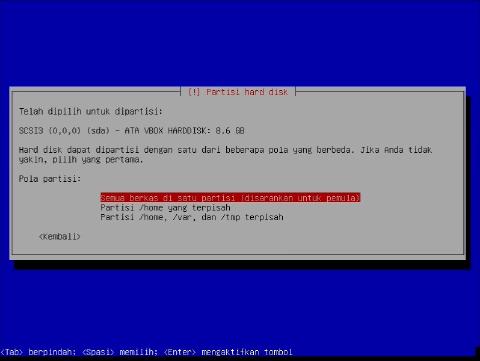 [!] Partisi hard disk
Telah dipilih untuk dipartisi:
SCSI3 (0,0,0) (sda) - ATA VBOX HARDDISK: 8.6 GB
Hard disk dapat dipartisi dengan satu dari beberapa pola yang berbeda. Jika Anda tidak
yakin, pilih yang pertama.
Pola partisi:
Semua berkas di satu partisi (disarankan untuk pemula)
Partisi /home yang terpisah
Partisi /home, /var, dan /tmp terpisah
<Kembali>
<Tab> berpindah; <Spasi> memilih; <Enter> mengaktifkan tombol